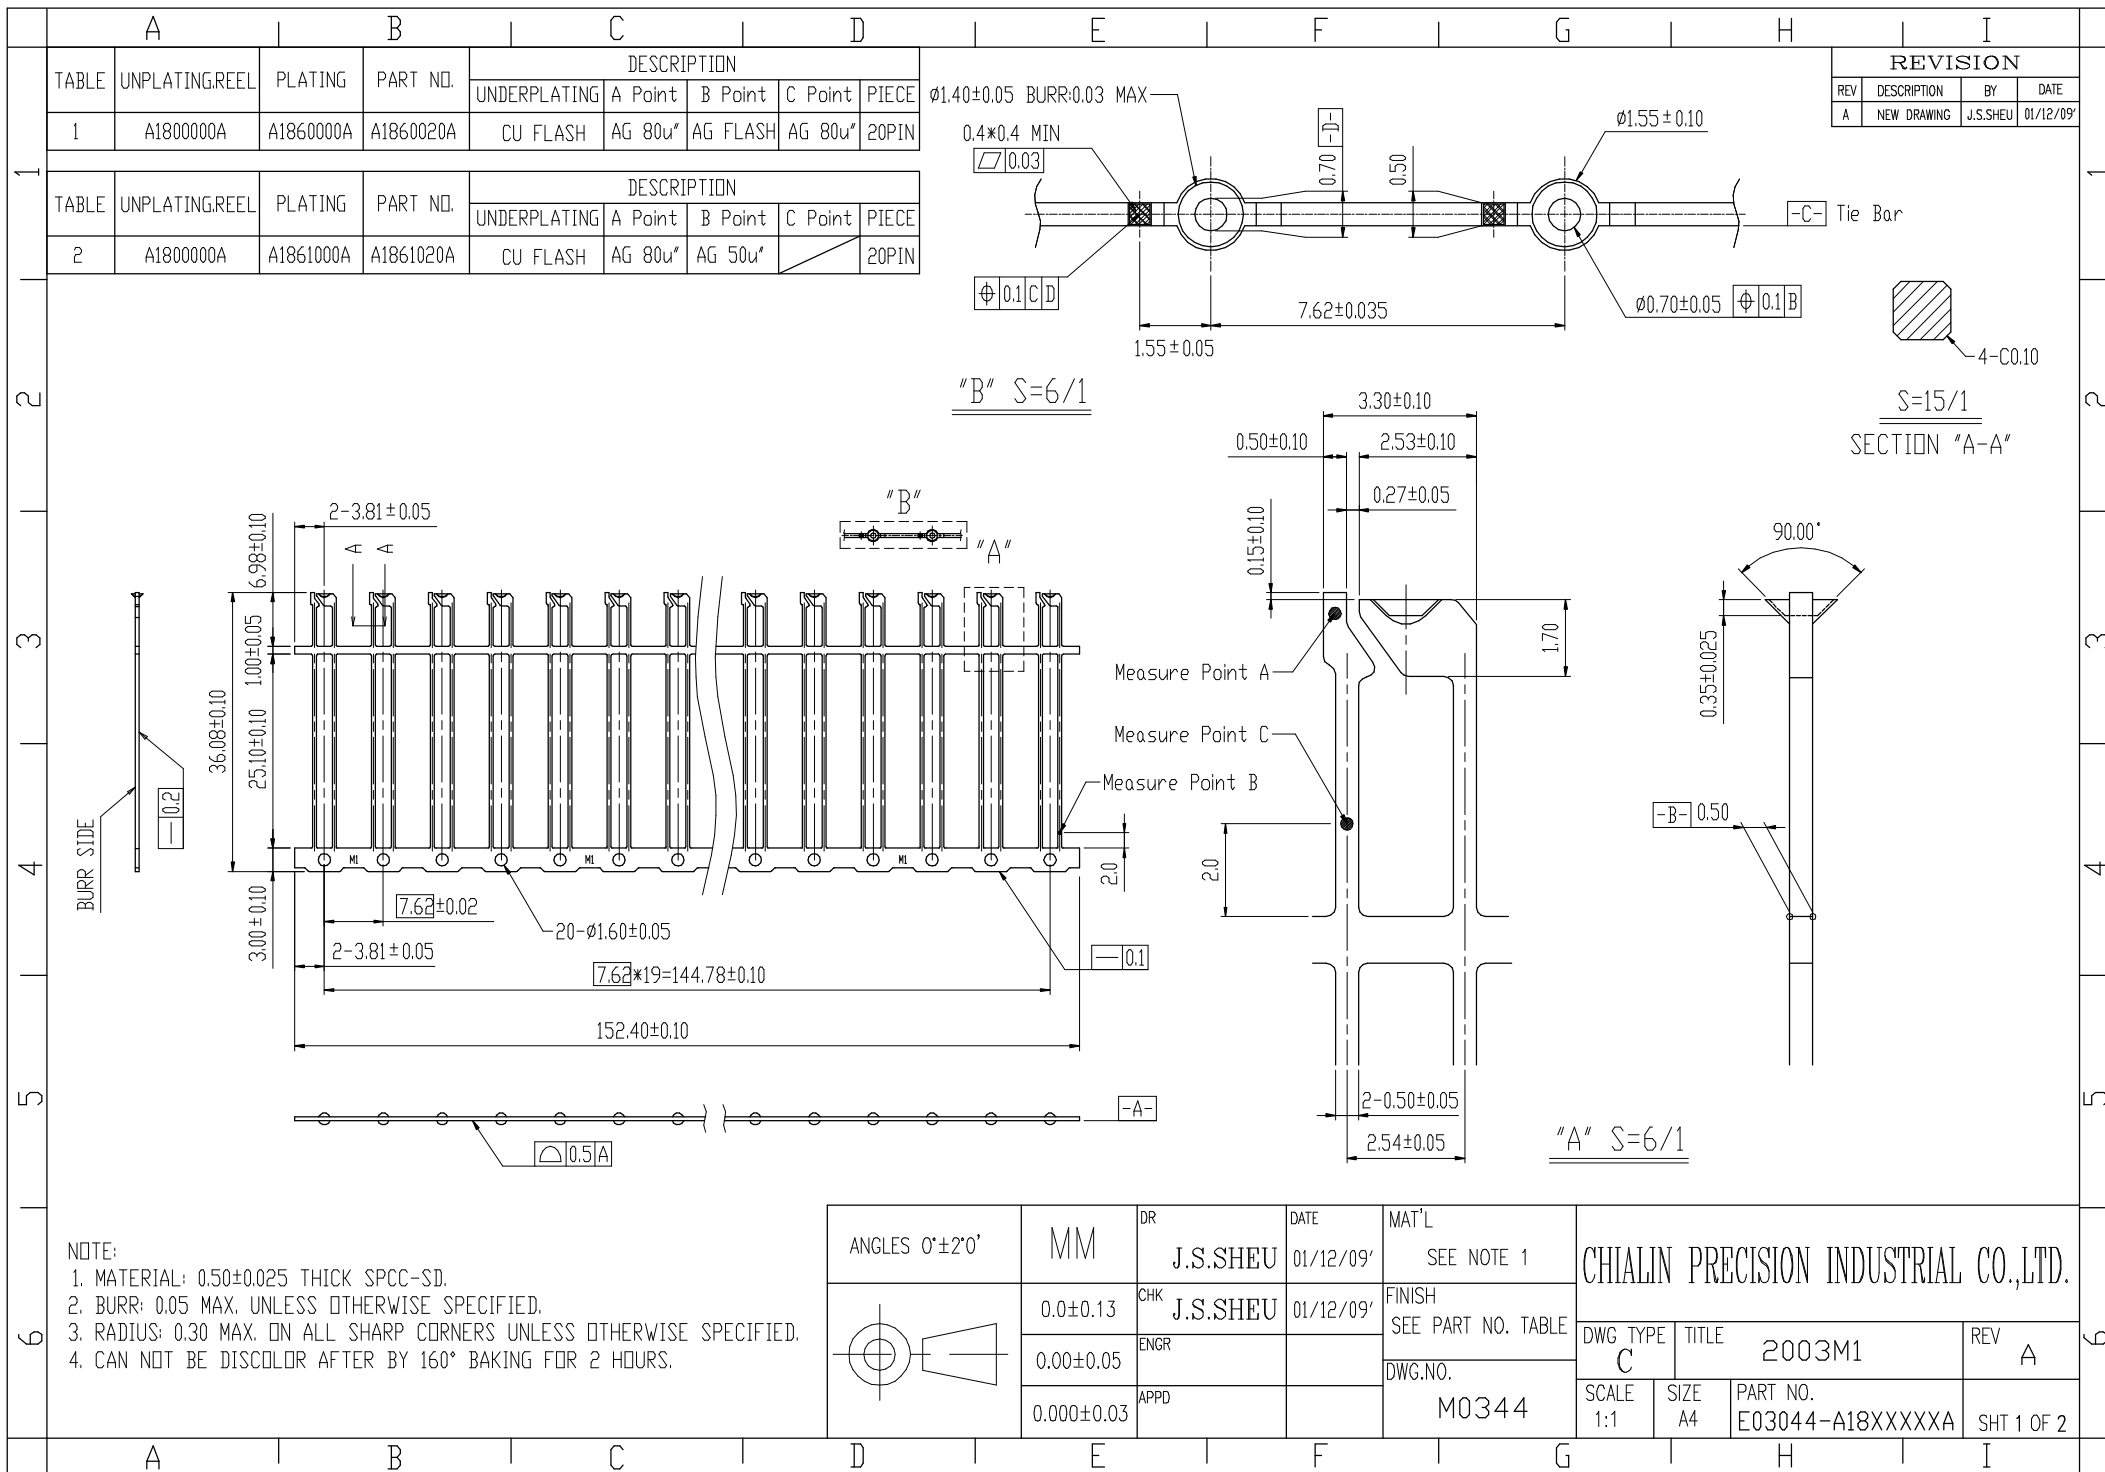 A B C D E F G H I
TABLE UNPLATING.REEL PLATING PART NO. DESCRIPTION
UNDERPLATING A Point B Point C Point PIECE
1 A1800000A A1860000A A1860020A CU FLASH AG 80u" AG FLASH AG 80u" 20PIN
TABLE UNPLATING.REEL PLATING PART NO. DESCRIPTION
UNDERPLATING A Point B Point C Point PIECE
2 A1800000A A1861000A A1861020A CU FLASH AG 80u" AG 50u" 20PIN
REVISION
REV DESCRIPTION BY DATE
A NEW DRAWING J.S.SHEU 01/12/09'
1 1
2 2
3 3
4 4
5 5
6 6
ø1.40±0.05 BURR:0.03 MAX
0.4*0.4 MIN
0.03
0.70 -D-
0.50
ø1.55±0.10
-C- Tie Bar
0.1 C D
7.62±0.035
ø0.70±0.05 0.1 B
1.55±0.05
4-C0.10
"B" S=6/1
S=15/1
SECTION "A-A"
3.30±0.10
0.50±0.10
2.53±0.10
0.27±0.05
0.15±0.10
1.70
90.00°
0.35±0.025
Measure Point A
Measure Point C
Measure Point B
-B- 0.50
2.0
2.0
2-0.50±0.05
2.54±0.05
"A" S=6/1
2-3.81±0.05
A A
"B"
"A"
6.98±0.10
1.00±0.05
36.08±0.10
25.10±0.10
3.00±0.10
0.2
BURR SIDE
M1 M1 M1
7.62±0.02
2-3.81±0.05
20-ø1.60±0.05
7.62*19=144.78±0.10
0.1
152.40±0.10
-A-
0.5 A
NOTE:
1. MATERIAL: 0.50±0.025 THICK SPCC-SD.
2. BURR: 0.05 MAX. UNLESS OTHERWISE SPECIFIED.
3. RADIUS: 0.30 MAX. ON ALL SHARP CORNERS UNLESS OTHERWISE SPECIFIED.
4. CAN NOT BE DISCOLOR AFTER BY 160° BAKING FOR 2 HOURS.
ANGLES 0°±2°0'
MM
0.0±0.13
0.00±0.05
0.000±0.03
DR J.S.SHEU DATE 01/12/09'
CHK J.S.SHEU 01/12/09'
ENGR
APPD
MAT'L
SEE NOTE 1
FINISH
SEE PART NO. TABLE
DWG.NO.
M0344
CHIALIN PRECISION INDUSTRIAL CO.,LTD.
DWG TYPE C TITLE 2003M1 REV A
SCALE 1:1 SIZE A4 PART NO. E03044-A18XXXXXA SHT 1 OF 2
A B C D E F G H I